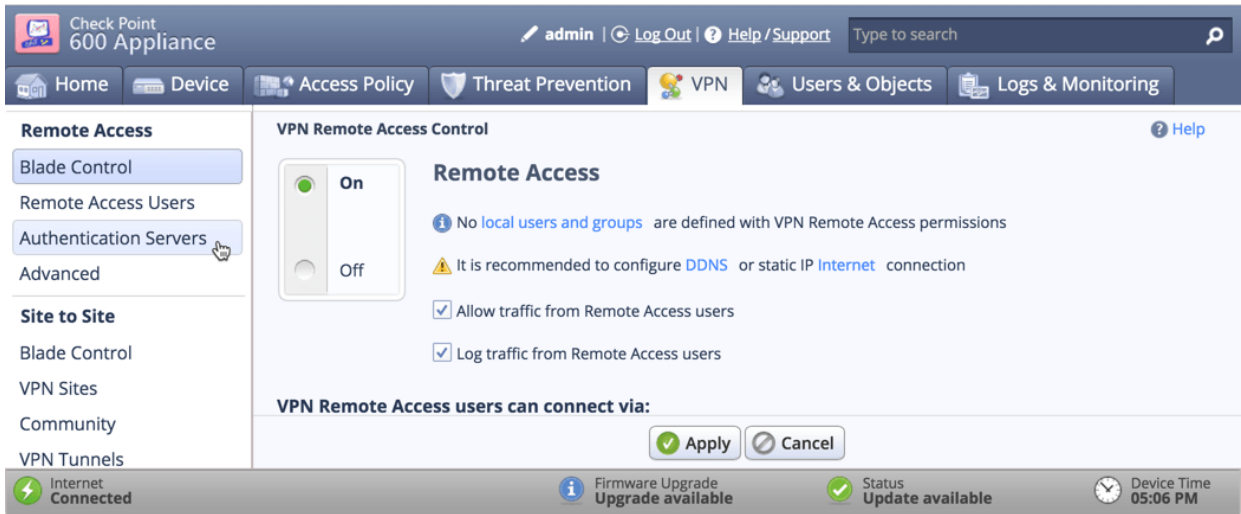 Check Point
600 Appliance
admin | Log Out | Help / Support
Type to search
Home
Device
Access Policy
Threat Prevention
VPN
Users & Objects
Logs & Monitoring
Remote Access
Blade Control
Remote Access Users
Authentication Servers
Advanced
Site to Site
Blade Control
VPN Sites
Community
VPN Tunnels
VPN Remote Access Control
Help
On
Off
Remote Access
No local users and groups are defined with VPN Remote Access permissions
It is recommended to configure DDNS or static IP Internet connection
Allow traffic from Remote Access users
Log traffic from Remote Access users
VPN Remote Access users can connect via:
Apply
Cancel
Internet
Connected
Firmware Upgrade
Upgrade available
Status
Update available
Device Time
05:06 PM